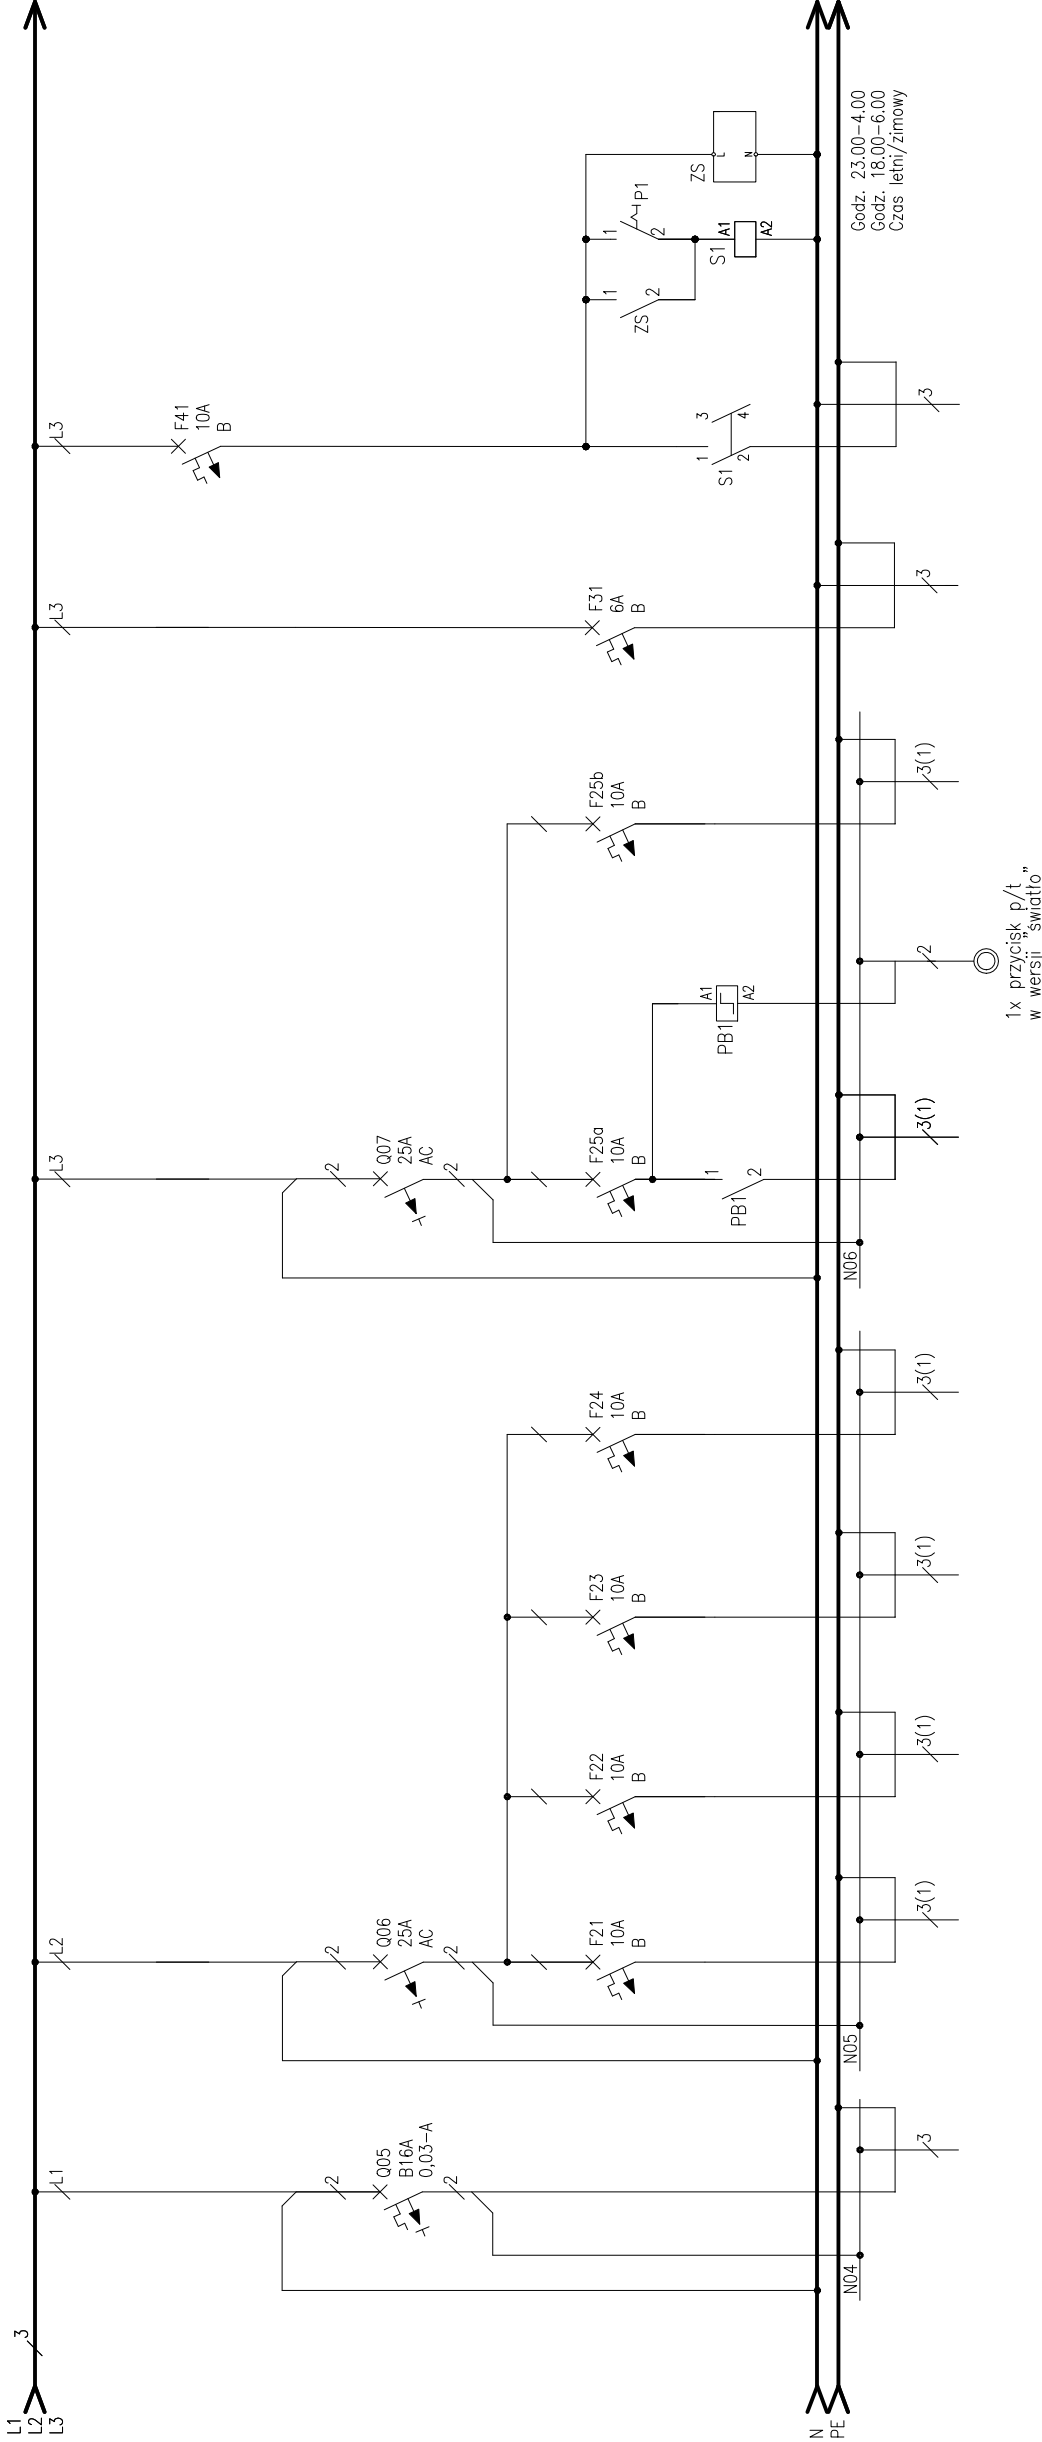 L1
L2
L3
3
N
PE
L1
2
Q05
B16A
0,03-A
2
N04
3
L2
2
Q06
25A
AC
2
N05
F21
10A
B
3(1)
F22
10A
B
3(1)
F23
10A
B
3(1)
F24
10A
B
3(1)
L3
2
Q07
25A
AC
2
N06
F25a
10A
B
PB1
1
2
3(1)
PB1
A1
A2
2
1x przycisk p/t
w wersji "światło"
F25b
10A
B
3(1)
L3
F31
6A
B
3
L3
F41
10A
B
S1
1
2
3
4
3
ZS
1
2
1
2
P1
S1
A1
A2
ZS
L
N
Godz. 23.00-4.00
Godz. 18.00-6.00
Czas letni/zimowy